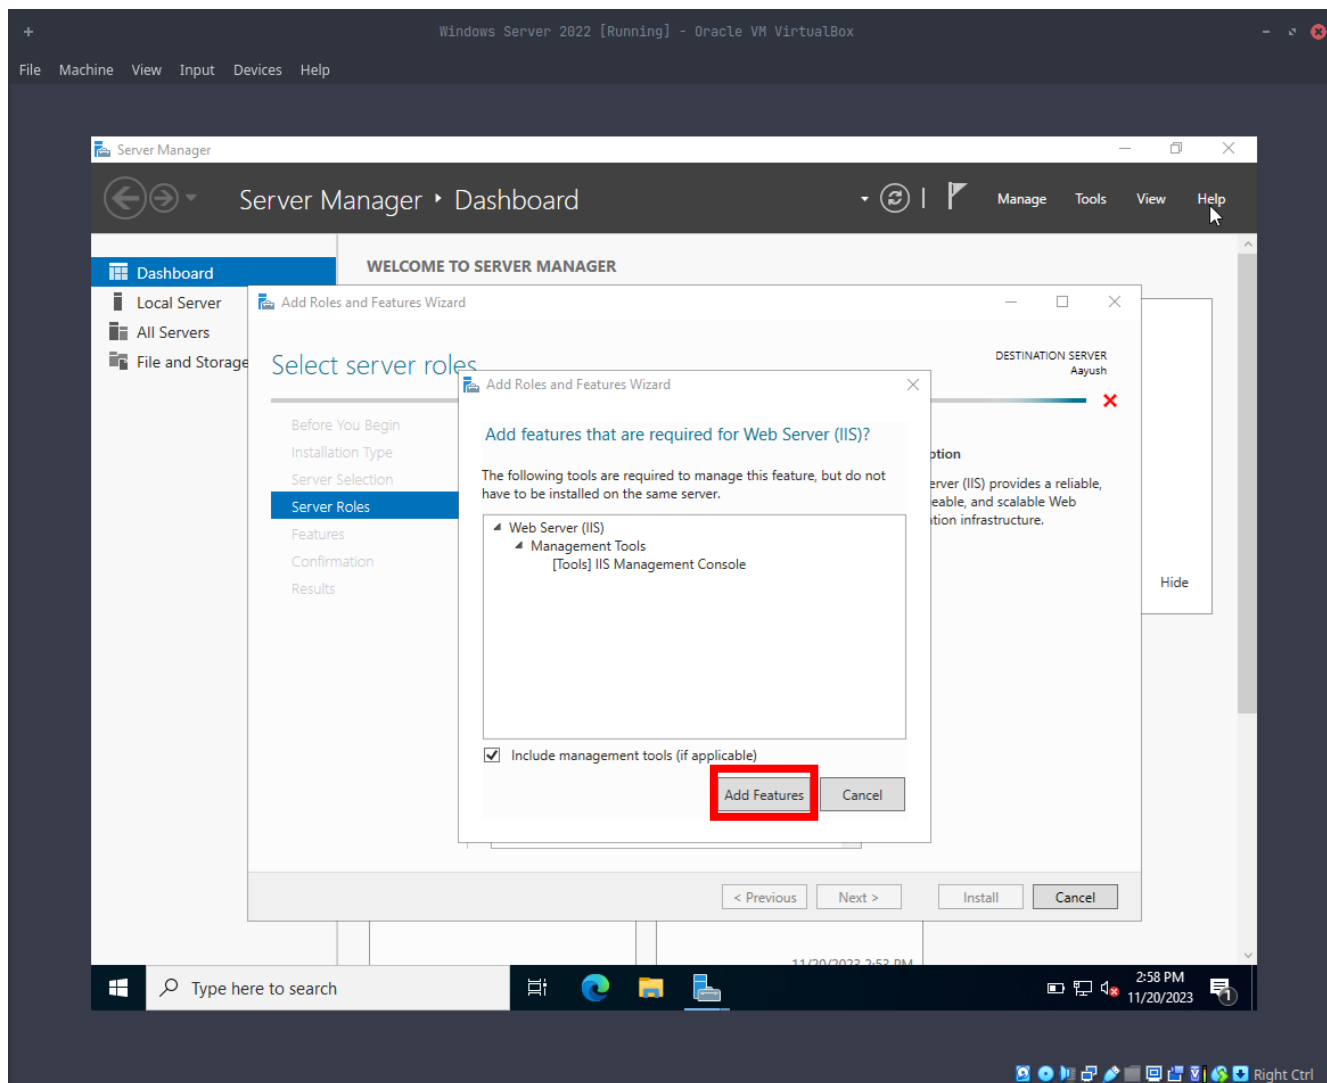 Windows Server 2022 [Running] - Oracle VM VirtualBox
File Machine View Input Devices Help
Server Manager
Server Manager Dashboard
Manage Tools View Help
Dashboard
Local Server
All Servers
File and Storage
WELCOME TO SERVER MANAGER
Add Roles and Features Wizard
Select server roles
DESTINATION SERVER
Aayush
Before You Begin
Installation Type
Server Selection
Server Roles
Features
Confirmation
Results
Add Roles and Features Wizard
Add features that are required for Web Server (IIS)?
The following tools are required to manage this feature, but do not
have to be installed on the same server.
Web Server (IIS)
Management Tools
[Tools] IIS Management Console
Include management tools (if applicable)
Add Features Cancel
ption
erver (IIS) provides a reliable,
eable, and scalable Web
tion infrastructure.
Hide
< Previous Next > Install Cancel
11/20/2023 2:53 PM
Type here to search
2:58 PM
11/20/2023
1
Right Ctrl